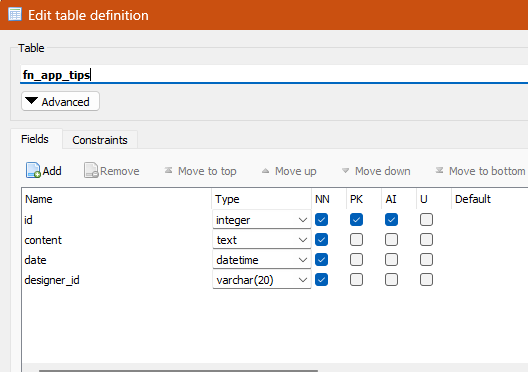 Edit table definition
Table
fn_app_tips
Advanced
Fields Constraints
Add Remove Move to top Move up Move down Move to bottom
Name Type NN PK AI U Default
id integer
content text
date datetime
designer_id varchar(20)